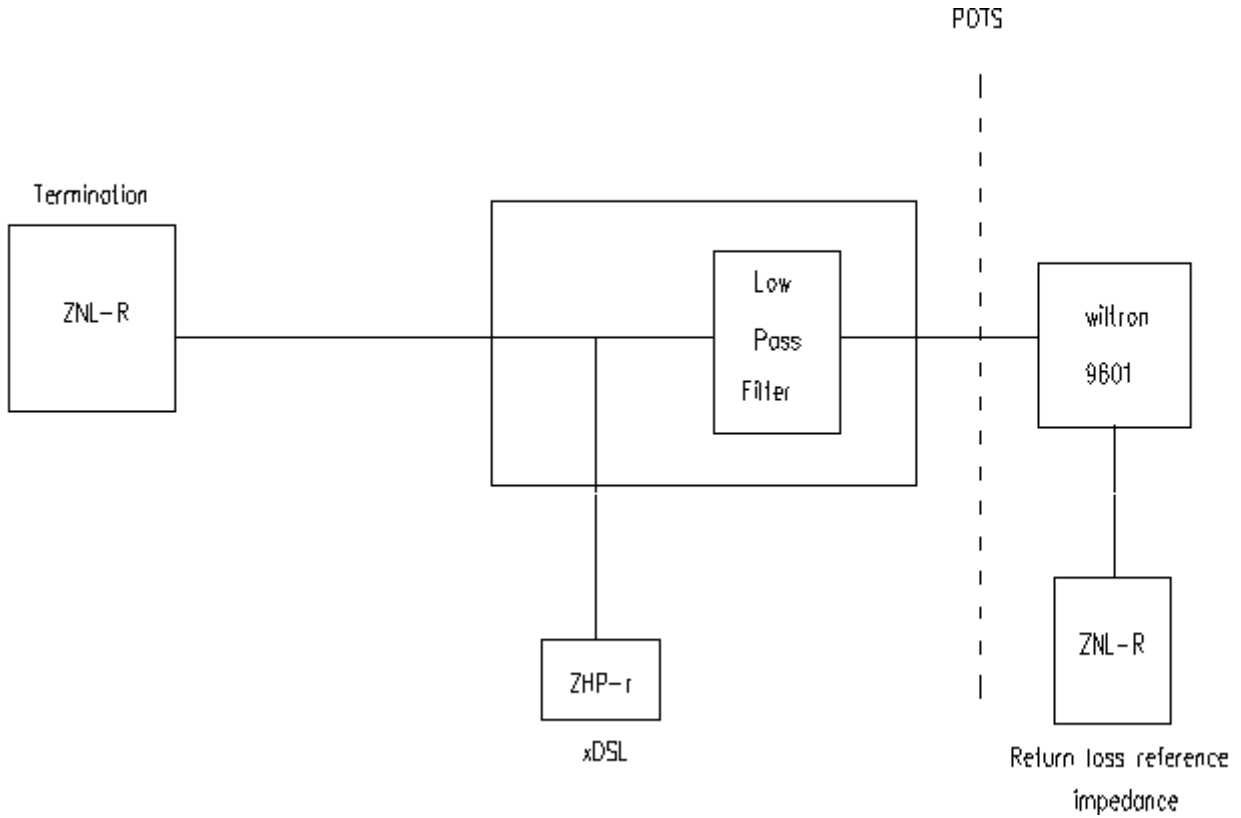 POTS
Termination
ZNL-R
Low
Pass
Filter
wiltron
9601
ZHP-r
xDSL
ZNL-R
Return loss reference
impedance